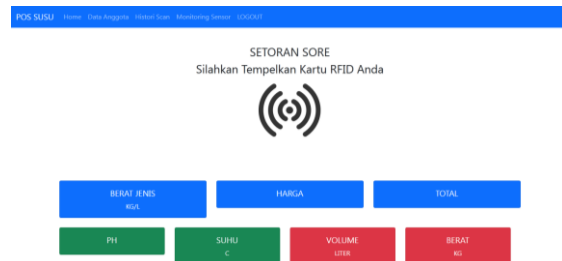 POS SUSU Home Data Anggota Histori Scan Monitoring Sensor LOGOUT
SETORAN SORE
Silahkan Tempelkan Kartu RFID Anda
BERAT JENIS HARGA TOTAL
KG/L
PH SUHU VOLUME BERAT
C LITER KG